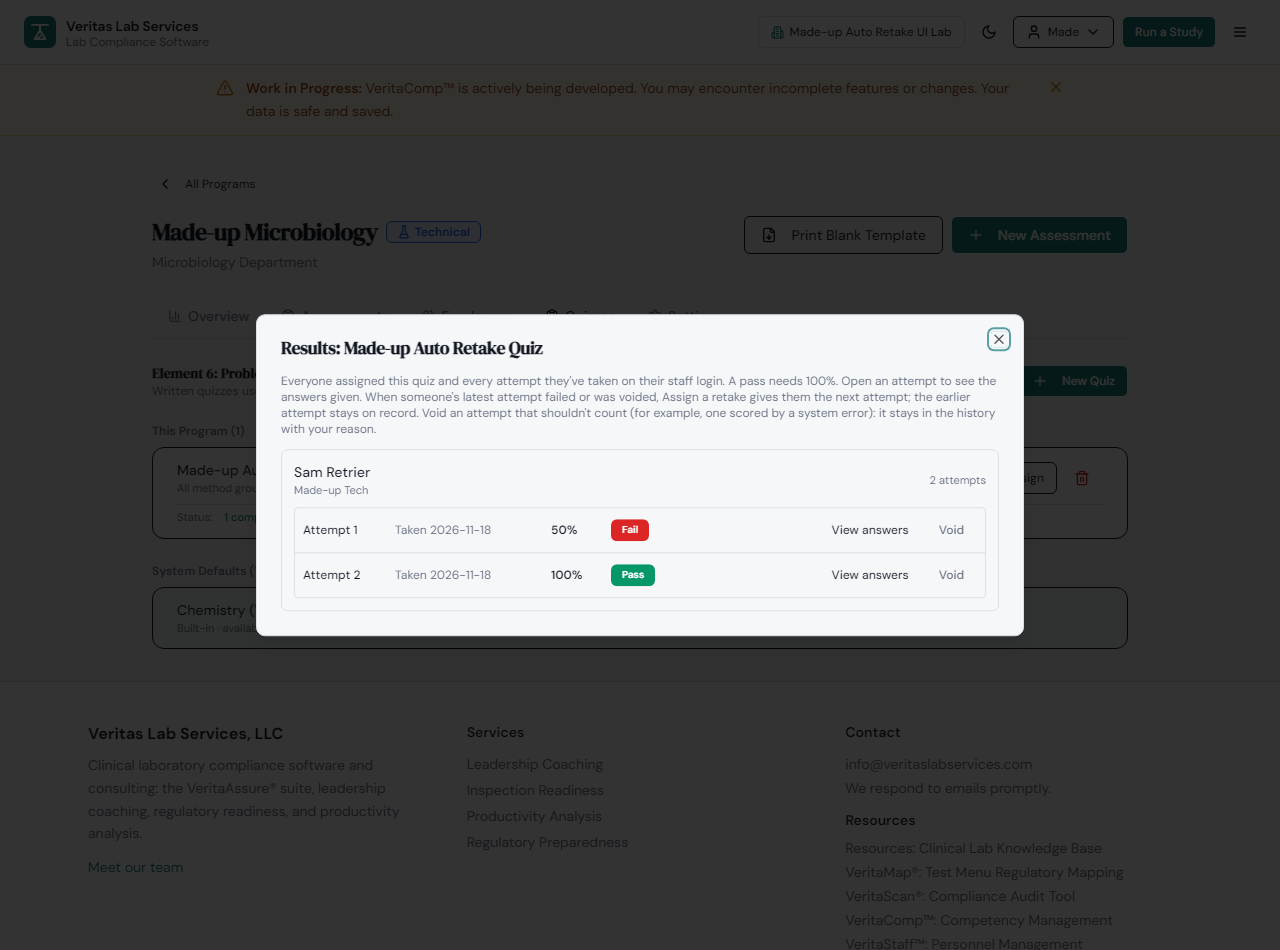 Veritas Lab Services
Lab Compliance Software
Made-up Auto Retake UI Lab
Made
Run a Study
Work in Progress: VeritaComp™ is actively being developed. You may encounter incomplete features or changes. Your
data is safe and saved.
All Programs
Made-up Microbiology
Technical
Print Blank Template
New Assessment
Microbiology Department
Overview
Results: Made-up Auto Retake Quiz
Element 6: Probl
New Quiz
Written quizzes us
Everyone assigned this quiz and every attempt they've taken on their staff login. A pass needs 100%. Open an attempt to see the
answers given. When someone's latest attempt failed or was voided, Assign a retake gives them the next attempt; the earlier
attempt stays on record. Void an attempt that shouldn't count (for example, one scored by a system error): it stays in the history
with your reason.
This Program (1)
Made-up Au
All method grou
Status: 1 comp
Sam Retrier
Made-up Tech
2 attempts
Attempt 1 Taken 2026-11-18 50% Fail View answers Void
Attempt 2 Taken 2026-11-18 100% Pass View answers Void
System Defaults (
Chemistry (
Built-in · availab
Veritas Lab Services, LLC
Clinical laboratory compliance software and
consulting: the VeritaAssure® suite, leadership
coaching, regulatory readiness, and productivity
analysis.
Meet our team
Services
Leadership Coaching
Inspection Readiness
Productivity Analysis
Regulatory Preparedness
Contact
info@veritaslabservices.com
We respond to emails promptly.
Resources
Resources: Clinical Lab Knowledge Base
VeritaMap®: Test Menu Regulatory Mapping
VeritaScan®: Compliance Audit Tool
VeritaComp™: Competency Management
VeritaStaff™: Personnel Management